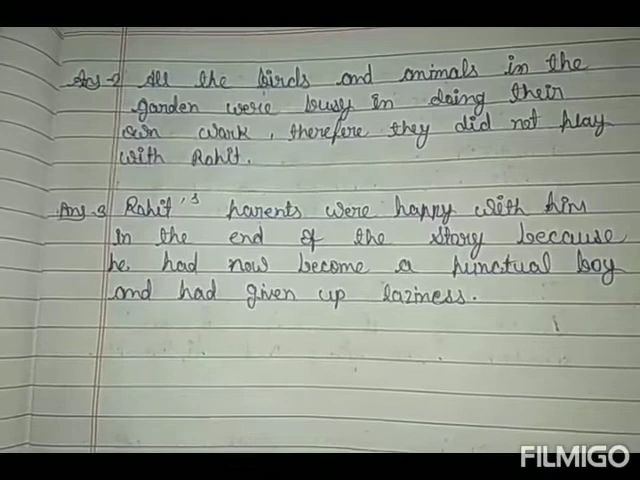 Ans-2 All the birds and animals in the
garden were busy in doing their
own work, therefore they did not play
with Rohit.
Ans-3 Rohit's parents were happy with him
in the end of the story because
he had now become a punctual boy
and had given up laziness.
FILMIGO